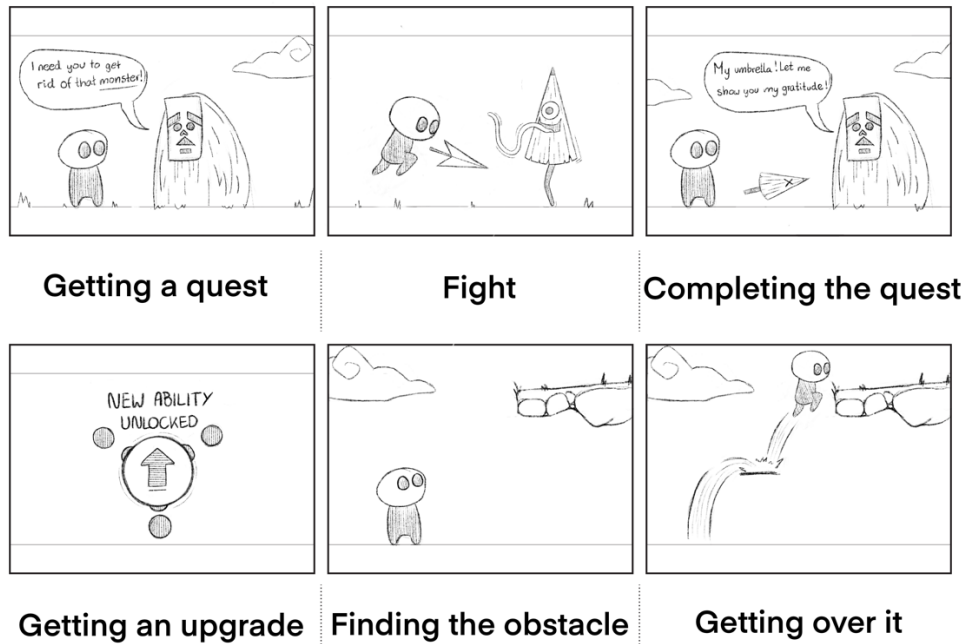 I need you to get
rid of that monster!
My umbrella! Let me
show you my gratitude!
Getting a quest
Fight
Completing the quest
NEW ABILITY
UNLOCKED
Getting an upgrade
Finding the obstacle
Getting over it